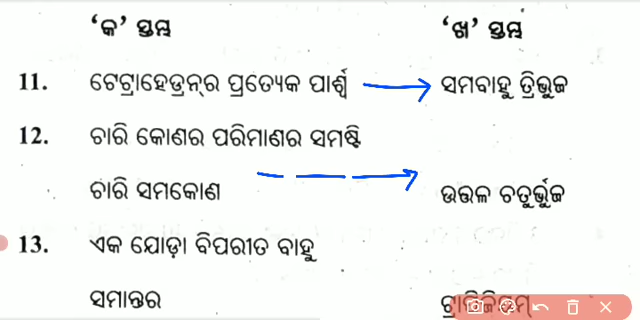 ‘କ’ ସ୍ତମ୍ଭ ‘ଖ’ ସ୍ତମ୍ଭ
11. ଟେଟ୍ରାହେଡ୍ରନ୍‌ର ପ୍ରତ୍ୟେକ ପାର୍ଶ୍ୱ ସମବାହୁ ତ୍ରିଭୁଜ
12. ଚାରି କୋଣର ପରିମାଣର ସମଷ୍ଟି
ଚାରି ସମକୋଣ ଉତ୍ତଳ ଚତୁର୍ଭୁଜ
13. ଏକ ଯୋଡ଼ା ବିପରୀତ ବାହୁ
ସମାନ୍ତର